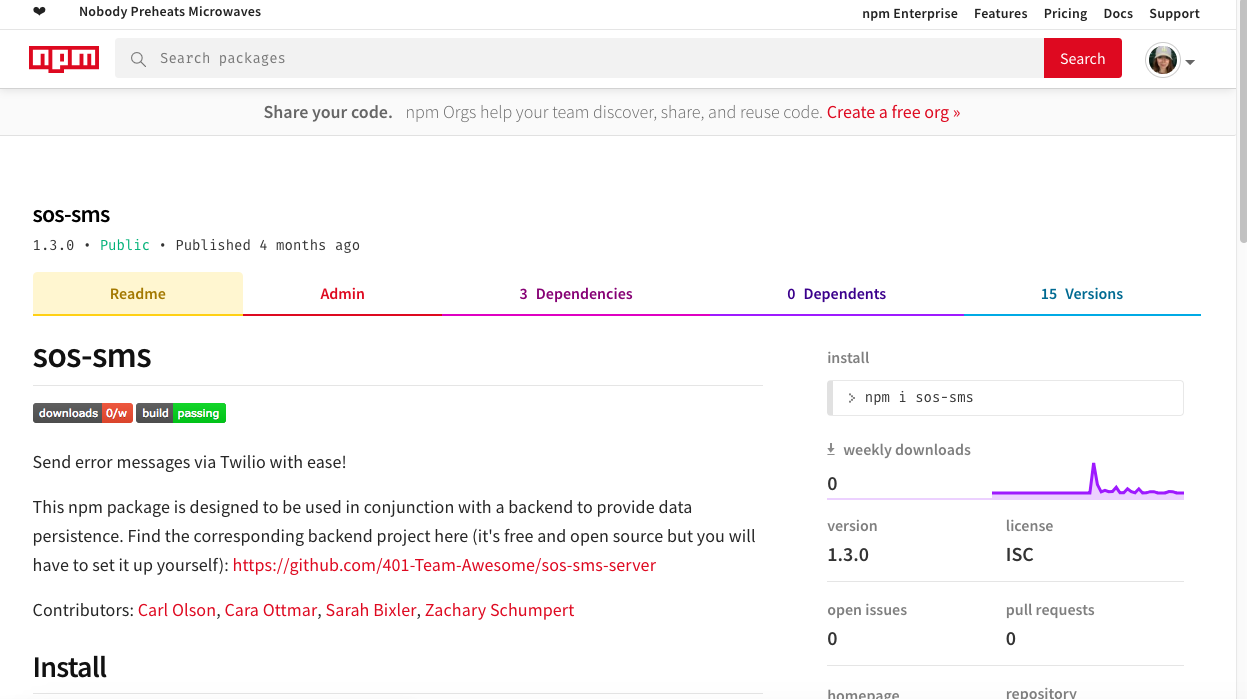 ❤ Nobody Preheats Microwaves
npm Enterprise Features Pricing Docs Support
npm Search packages Search
Share your code. npm Orgs help your team discover, share, and reuse code. Create a free org »
sos-sms
1.3.0 • Public • Published 4 months ago
Readme Admin 3 Dependencies 0 Dependents 15 Versions
sos-sms
downloads 0/w build passing
Send error messages via Twilio with ease!
This npm package is designed to be used in conjunction with a backend to provide data
persistence. Find the corresponding backend project here (it's free and open source but you will
have to set it up yourself): https://github.com/401-Team-Awesome/sos-sms-server
Contributors: Carl Olson, Cara Ottmar, Sarah Bixler, Zachary Schumpert
Install
install
> npm i sos-sms
weekly downloads
0
version license
1.3.0 ISC
open issues pull requests
0 0
homepage repository